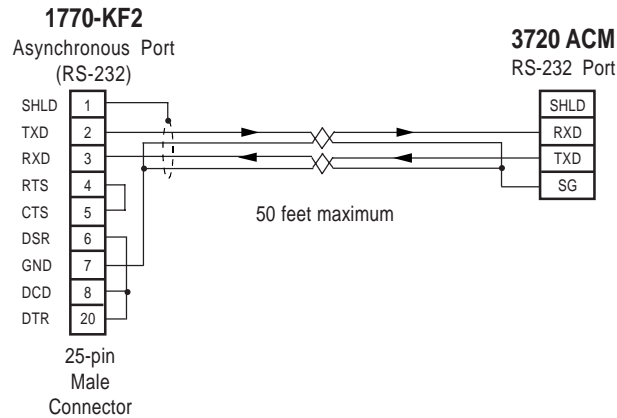 1770-KF2
Asynchronous Port
(RS-232)
3720 ACM
RS-232 Port
SHLD 1
TXD 2
RXD 3
RTS 4
CTS 5
DSR 6
GND 7
DCD 8
DTR 20
SHLD
RXD
TXD
SG
50 feet maximum
25-pin
Male
Connector